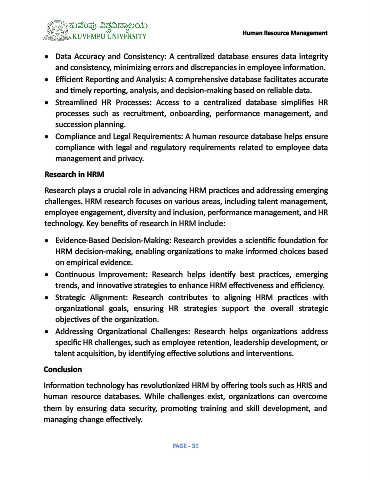 ಕುವೆಂಪು ವಿಶ್ವವಿದ್ಯಾಲಯ
KUVEMPU UNIVERSITY
Human Resource Management
• Data Accuracy and Consistency: A centralized database ensures data integrity
and consistency, minimizing errors and discrepancies in employee information.
• Efficient Reporting and Analysis: A comprehensive database facilitates accurate
and timely reporting, analysis, and decision-making based on reliable data.
• Streamlined HR Processes: Access to a centralized database simplifies HR
processes such as recruitment, onboarding, performance management, and
succession planning.
• Compliance and Legal Requirements: A human resource database helps ensure
compliance with legal and regulatory requirements related to employee data
management and privacy.
Research in HRM
Research plays a crucial role in advancing HRM practices and addressing emerging
challenges. HRM research focuses on various areas, including talent management,
employee engagement, diversity and inclusion, performance management, and HR
technology. Key benefits of research in HRM include:
• Evidence-Based Decision-Making: Research provides a scientific foundation for
HRM decision-making, enabling organizations to make informed choices based
on empirical evidence.
• Continuous Improvement: Research helps identify best practices, emerging
trends, and innovative strategies to enhance HRM effectiveness and efficiency.
• Strategic Alignment: Research contributes to aligning HRM practices with
organizational goals, ensuring HR strategies support the overall strategic
objectives of the organization.
• Addressing Organizational Challenges: Research helps organizations address
specific HR challenges, such as employee retention, leadership development, or
talent acquisition, by identifying effective solutions and interventions.
Conclusion
Information technology has revolutionized HRM by offering tools such as HRIS and
human resource databases. While challenges exist, organizations can overcome
them by ensuring data security, promoting training and skill development, and
managing change effectively.
PAGE -